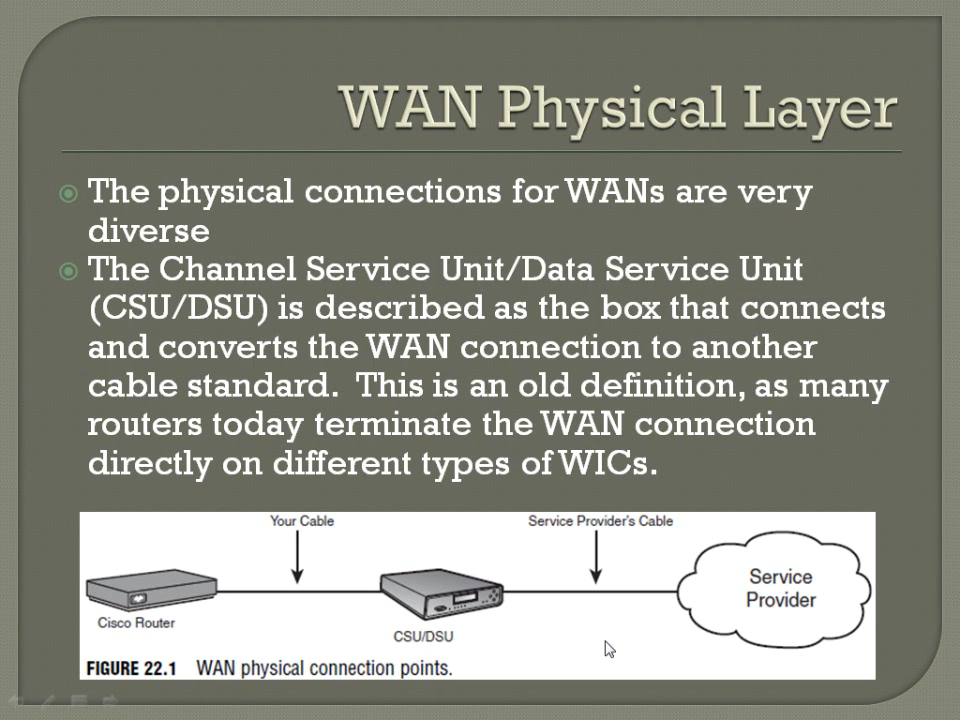 WAN Physical Layer
The physical connections for WANs are very
diverse
The Channel Service Unit/Data Service Unit
(CSU/DSU) is described as the box that connects
and converts the WAN connection to another
cable standard.  This is an old definition, as many
routers today terminate the WAN connection
directly on different types of WICs.
Your Cable
Service Provider's Cable
Service
Provider
Cisco Router
CSU/DSU
FIGURE 22.1 WAN physical connection points.